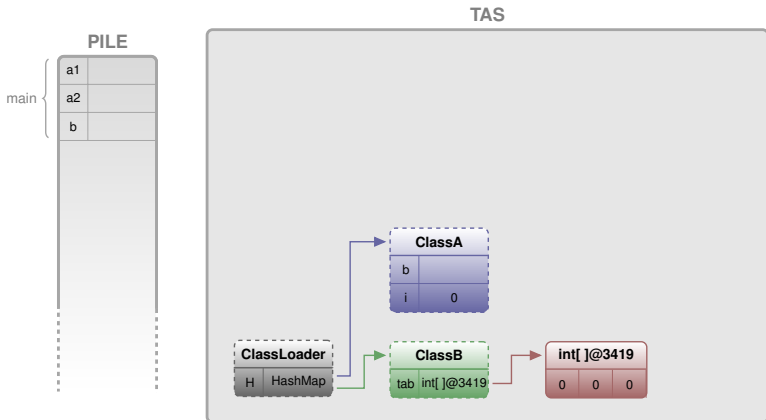 TAS
PILE
main
a1
a2
b
ClassA
b
i 0
ClassLoader
H HashMap
ClassB
tab int[ ]@3419
int[ ]@3419
0 0 0